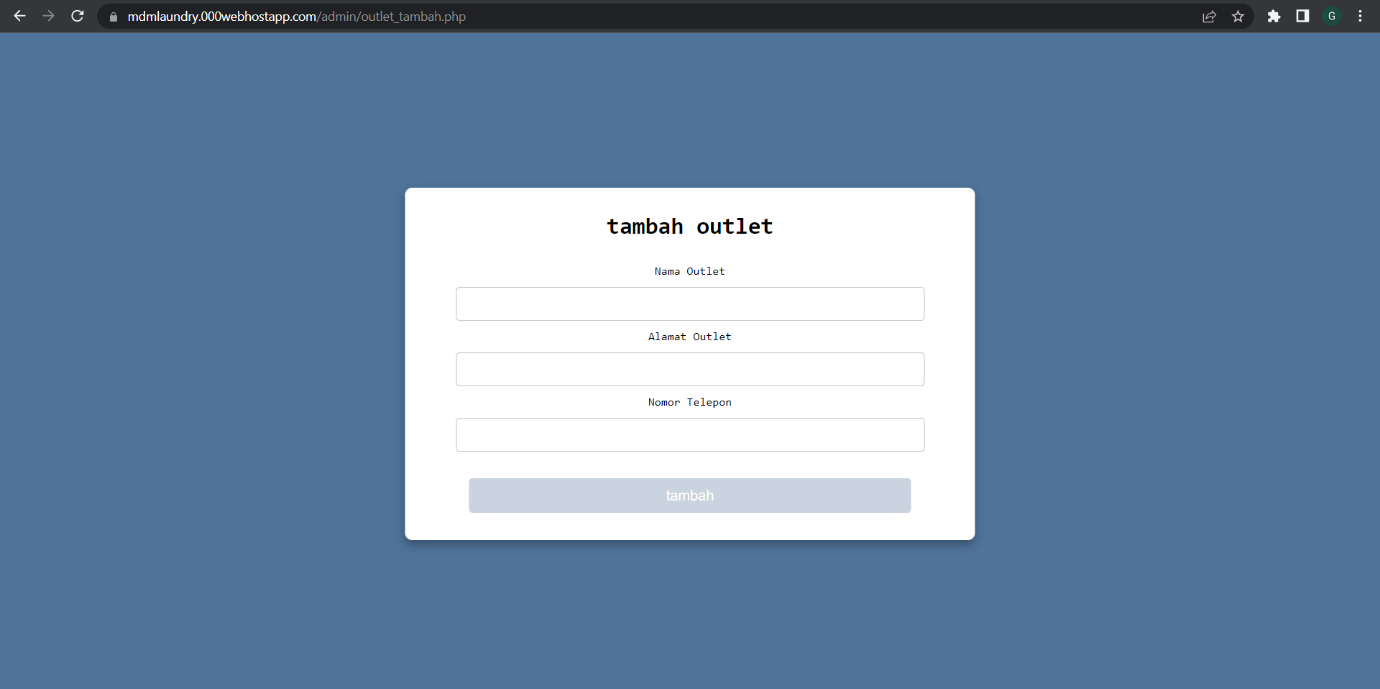 mdmlaundry.000webhostapp.com/admin/outlet_tambah.php
G
tambah outlet
Nama Outlet
Alamat Outlet
Nomor Telepon
tambah